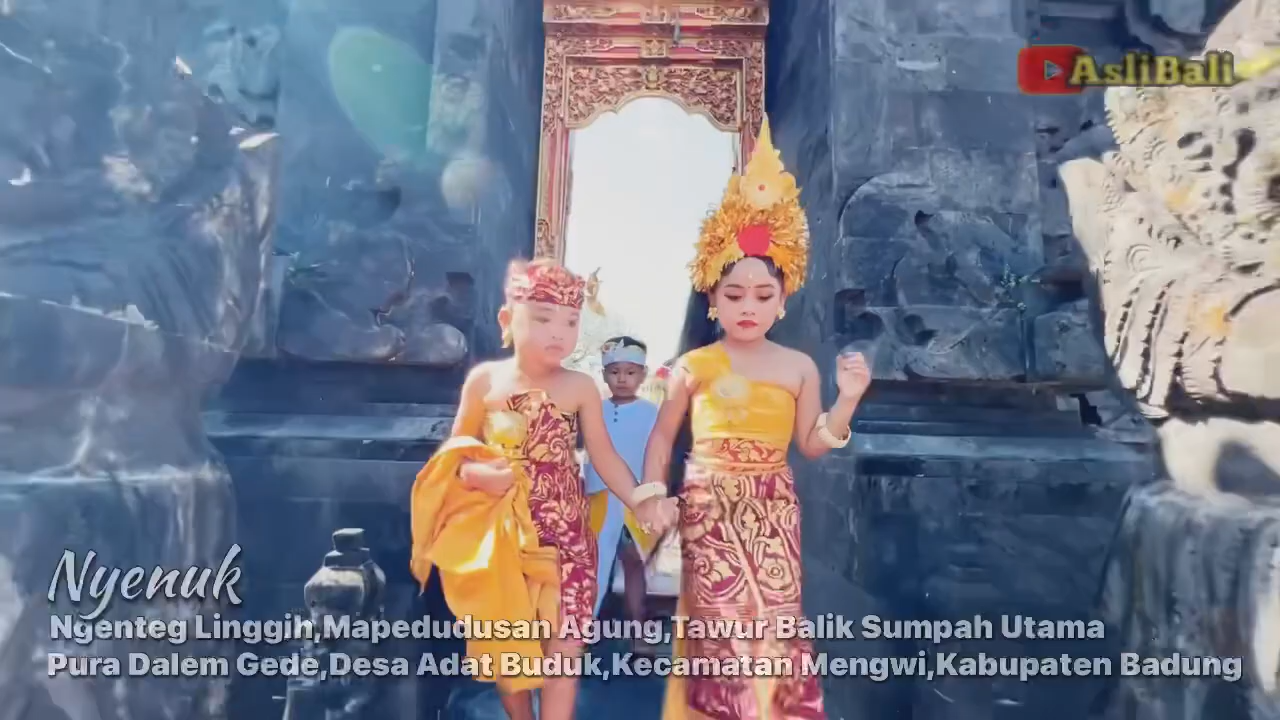 AsliBali
Nyenuk
Ngenteg Linggih,Mapedudusan Agung,Tawur Balik Sumpah Utama
Pura Dalem Gede,Desa Adat Buduk,Kecamatan Mengwi,Kabupaten Badung